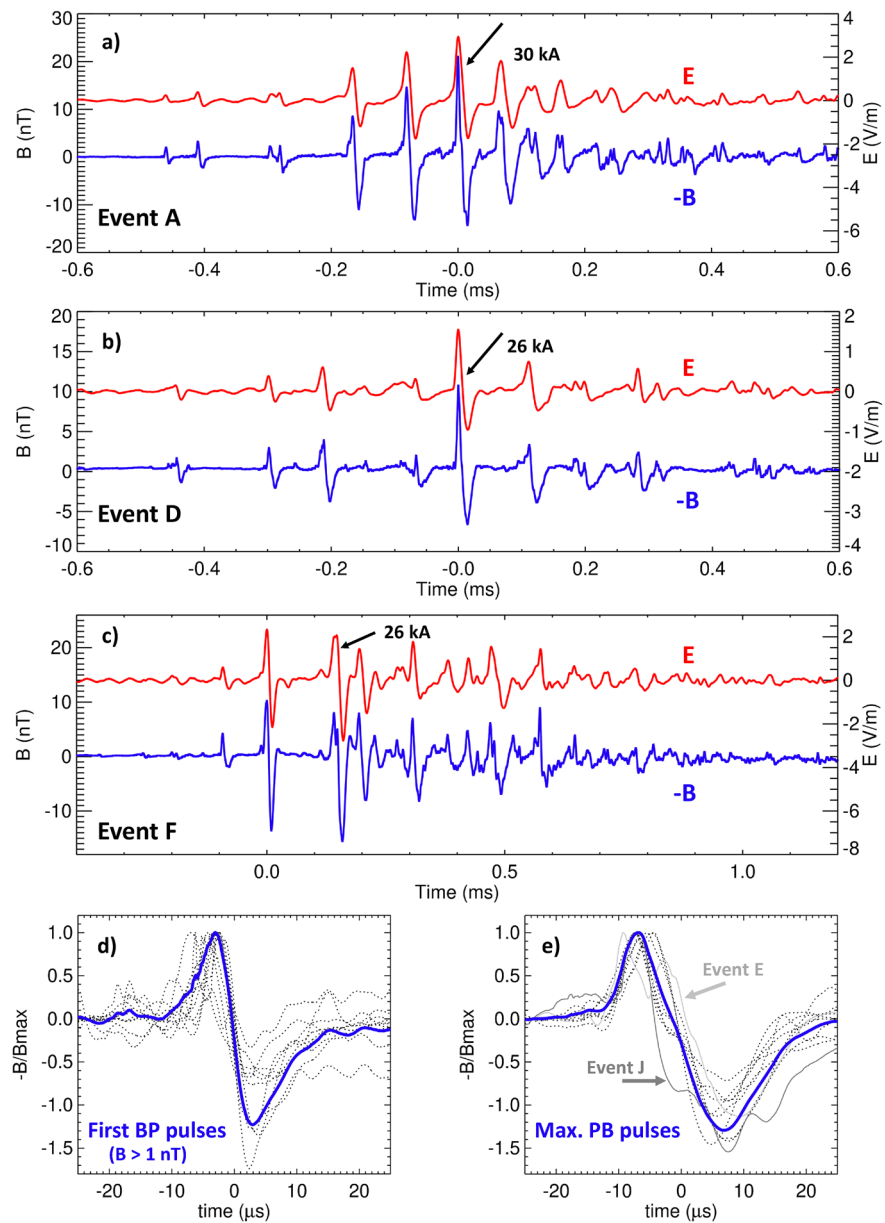 a)
30 kA
E
-B
Event A
B (nT)
30
20
10
0
-10
20
E (V/m)
4
2
0
-2
-4
-6
-0.6 -0.4 -0.2 -0.0 0.2 0.4 0.6
Time (ms)
b)
26 kA
E
-B
Event D
B (nT)
20
15
10
5
0
-5
-10
E (V/m)
2
1
0
-1
-2
-3
-4
-0.6 -0.4 -0.2 -0.0 0.2 0.4 0.6
Time (ms)
c)
26 kA
E
-B
Event F
B (nT)
20
10
0
-10
E (V/m)
2
0
-2
-4
-6
-8
0.0 0.5 1.0
Time (ms)
d)
First BP pulses
(B > 1 nT)
-B/Bmax
1.0
0.5
0.0
-0.5
-1.0
-1.5
-20 -10 0 10 20
time (μs)
e)
Event E
Event J
Max. PB pulses
-B/Bmax
1.0
0.5
0.0
-0.5
-1.0
-1.5
-20 -10 0 10 20
time (μs)